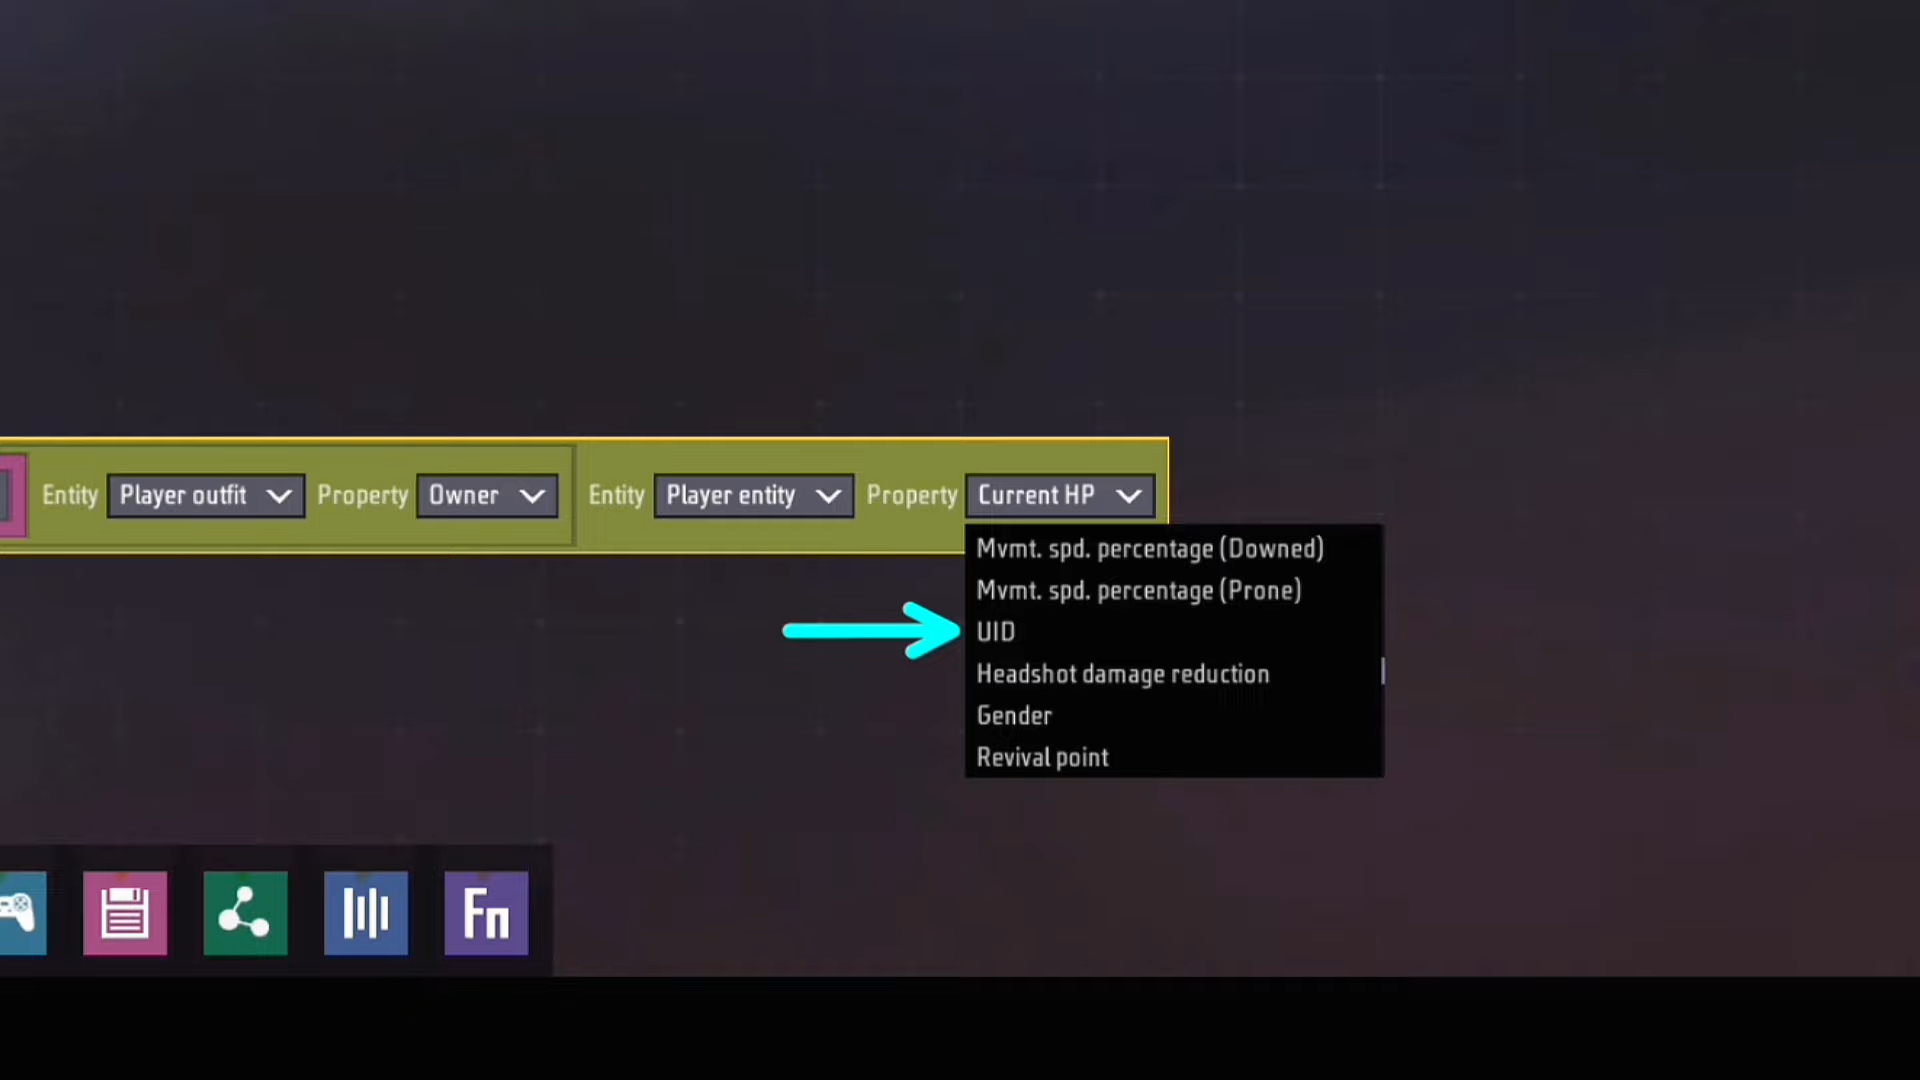 Entity Player outfit Property Owner Entity Player entity Property Current HP
Mvmt. spd. percentage (Downed)
Mvmt. spd. percentage (Prone)
UID
Headshot damage reduction
Gender
Revival point
Fn